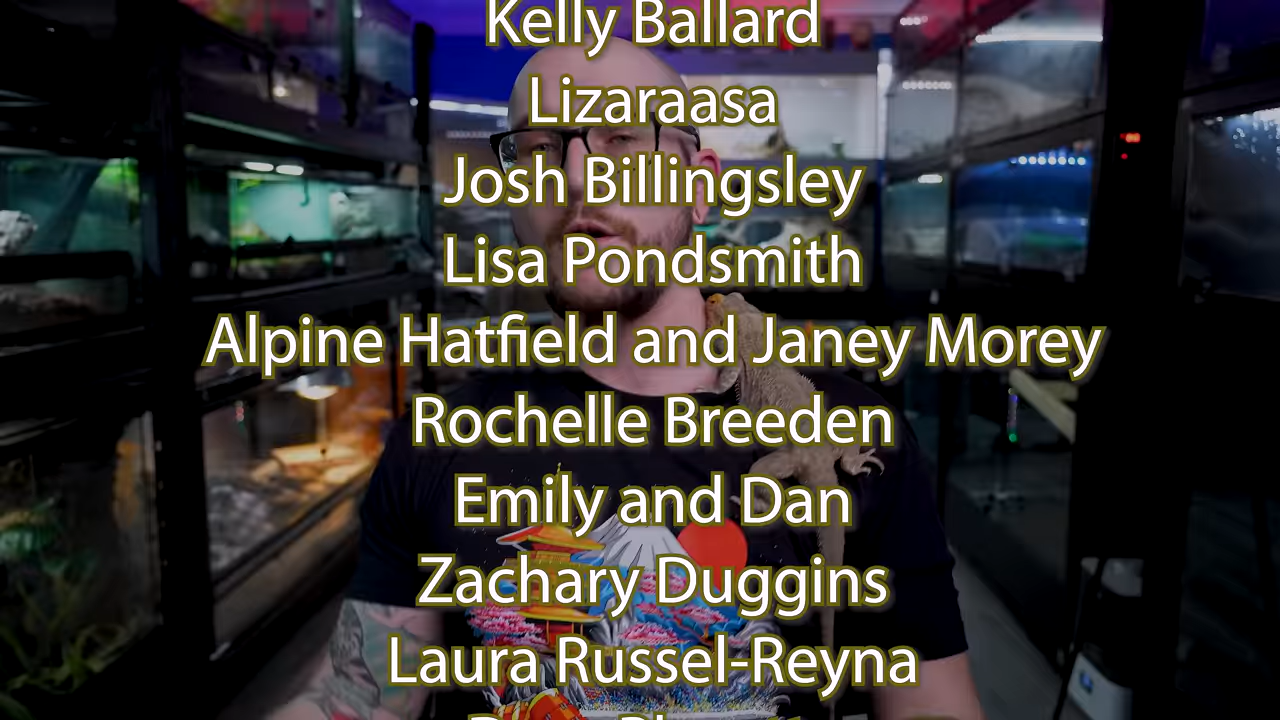 Kelly Ballard
Lizaraasa
Josh Billingsley
Lisa Pondsmith
Alpine Hatfield and Janey Morey
Rochelle Breeden
Emily and Dan
Zachary Duggins
Laura Russel-Reyna